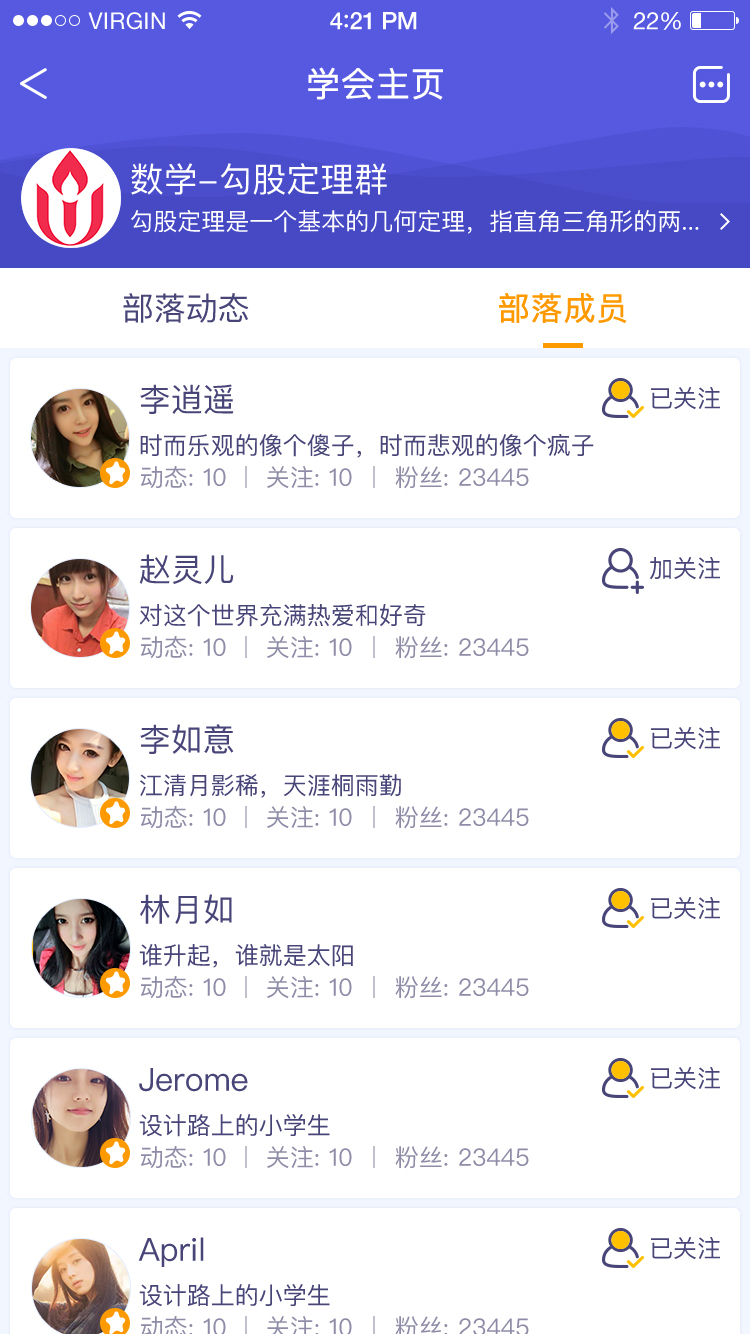 VIRGIN 4:21 PM 22%
学会主页
数学-勾股定理群
勾股定理是一个基本的几何定理，指直角三角形的两...
部落动态 部落成员
李逍遥 已关注
时而乐观的像个傻子，时而悲观的像个疯子
动态: 10 | 关注: 10 | 粉丝: 23445
赵灵儿 加关注
对这个世界充满热爱和好奇
动态: 10 | 关注: 10 | 粉丝: 23445
李如意 已关注
江清月影稀，天涯桐雨勤
动态: 10 | 关注: 10 | 粉丝: 23445
林月如 已关注
谁升起，谁就是太阳
动态: 10 | 关注: 10 | 粉丝: 23445
Jerome 已关注
设计路上的小学生
动态: 10 | 关注: 10 | 粉丝: 23445
April 已关注
设计路上的小学生
动态: 10 | 关注: 10 | 粉丝: 23445